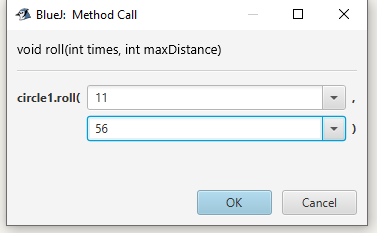 BlueJ: Method Call
void roll(int times, int maxDistance)
circle1.roll( 11 ,
56 )
OK Cancel